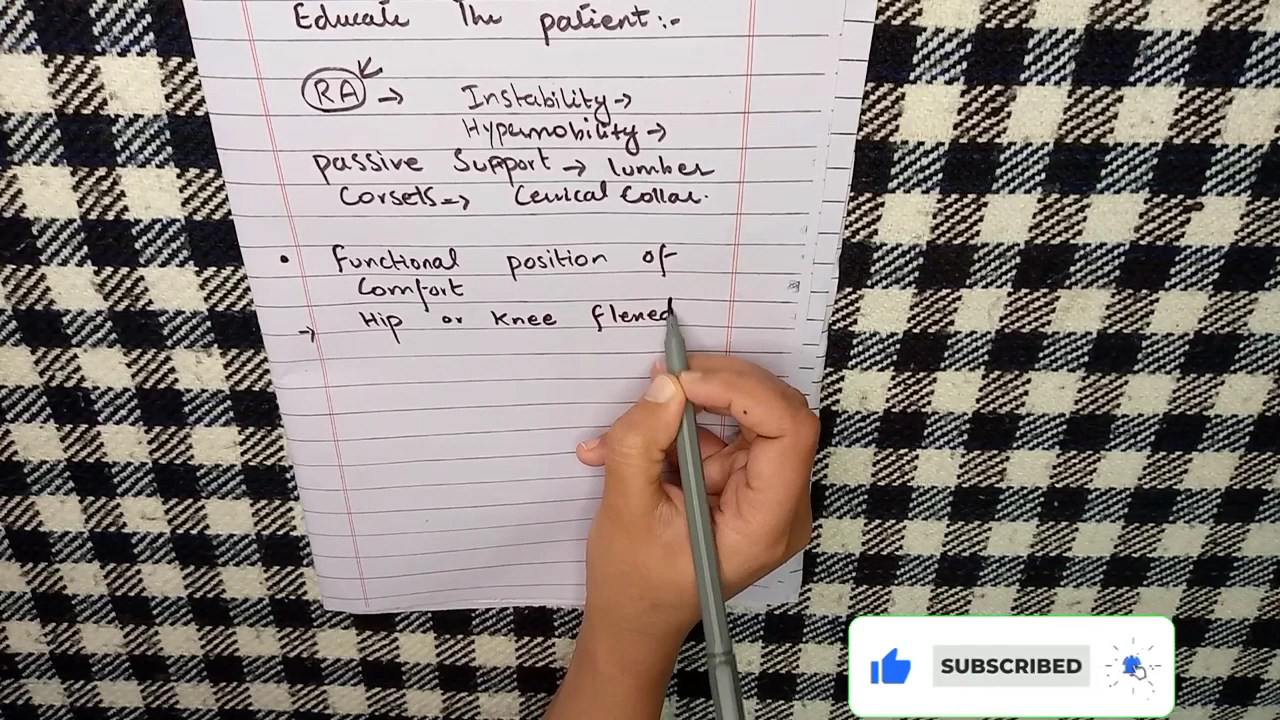 Educate The patient:-
RA → Instability →
Hypermobility →
passive Support → lumber
Corsets → Cervical Collar.
• functional position of
Comfort
→ Hip or Knee flexed
SUBSCRIBED